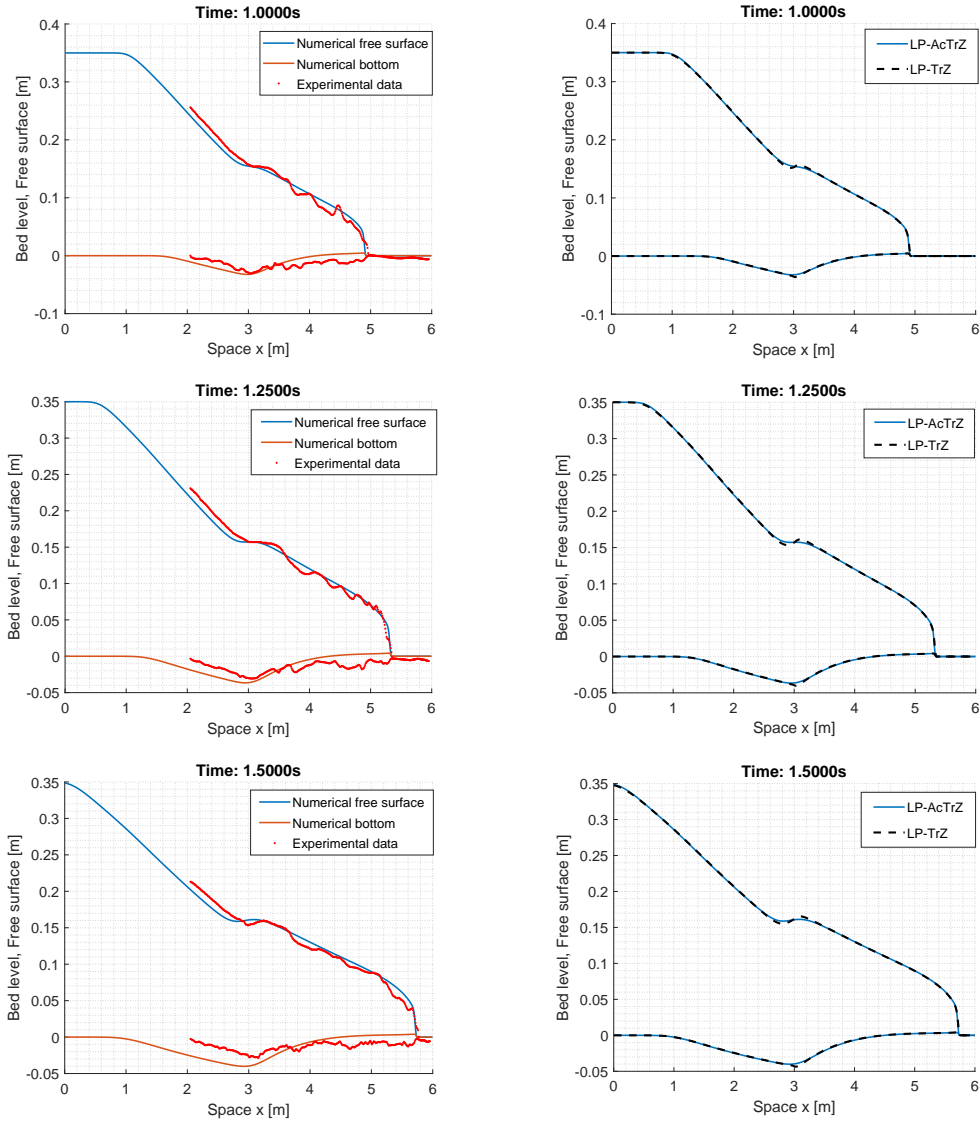 Time: 1.0000s
0.4
0.3
0.2
0.1
0
-0.1
Bed level, Free surface [m]
Numerical free surface
Numerical bottom
Experimental data
0 1 2 3 4 5 6
Space x [m]
Time: 1.0000s
0.4
0.3
0.2
0.1
0
-0.1
Bed level, Free surface [m]
LP-AcTrZ
LP-TrZ
0 1 2 3 4 5 6
Space x [m]
Time: 1.2500s
0.35
0.3
0.25
0.2
0.15
0.1
0.05
0
-0.05
Bed level, Free surface [m]
Numerical free surface
Numerical bottom
Experimental data
0 1 2 3 4 5 6
Space x [m]
Time: 1.2500s
0.35
0.3
0.25
0.2
0.15
0.1
0.05
0
-0.05
Bed level, Free surface [m]
LP-AcTrZ
LP-TrZ
0 1 2 3 4 5 6
Space x [m]
Time: 1.5000s
0.35
0.3
0.25
0.2
0.15
0.1
0.05
0
-0.05
Bed level, Free surface [m]
Numerical free surface
Numerical bottom
Experimental data
0 1 2 3 4 5 6
Space x [m]
Time: 1.5000s
0.35
0.3
0.25
0.2
0.15
0.1
0.05
0
-0.05
Bed level, Free surface [m]
LP-AcTrZ
LP-TrZ
0 1 2 3 4 5 6
Space x [m]